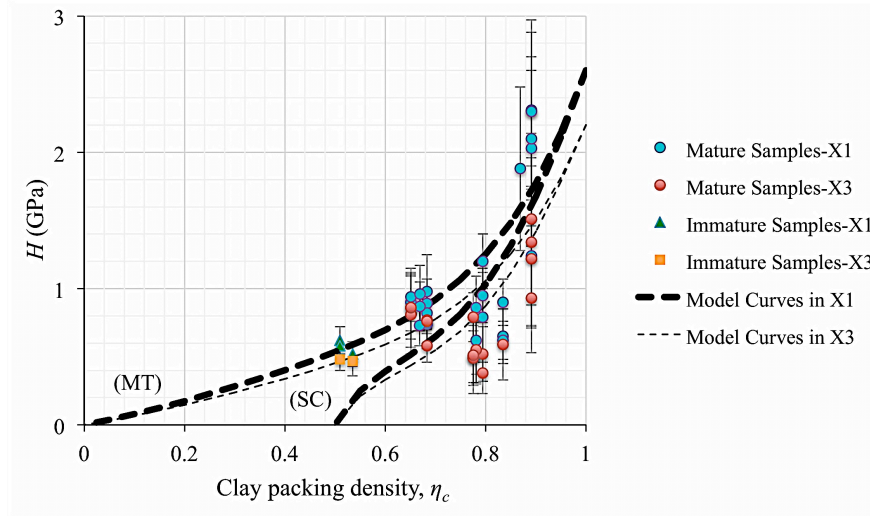 3
2
1
0
H (GPa)
(MT)
(SC)
0
0.2
0.4
0.6
0.8
1
Clay packing density, ηc
Mature Samples-X1
Mature Samples-X3
Immature Samples-X1
Immature Samples-X3
Model Curves in X1
Model Curves in X3